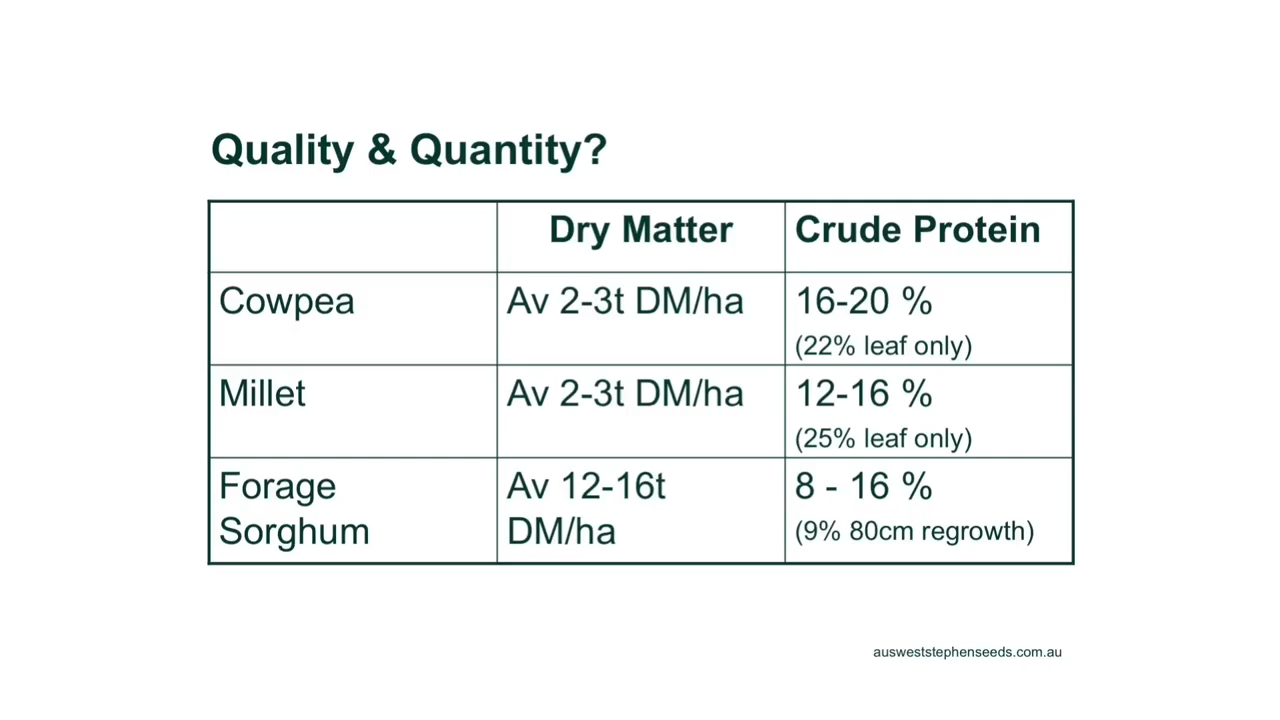 Quality & Quantity?
Dry Matter Crude Protein
Cowpea Av 2-3t DM/ha 16-20 %
(22% leaf only)
Millet Av 2-3t DM/ha 12-16 %
(25% leaf only)
Forage Av 12-16t 8 - 16 %
Sorghum DM/ha (9% 80cm regrowth)
ausweststephenseeds.com.au